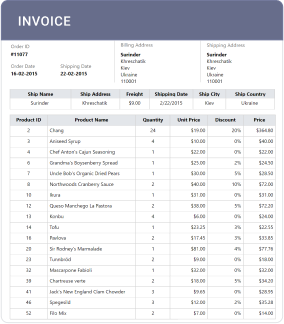 INVOICE
Order ID
#11077
Order Date
16-02-2015
Shipping Date
22-02-2015
Billing Address
Surinder
Khreschatik
Kiev
Ukraine
110001
Shipping Address
Surinder
Khreschatik
Kiev
Ukraine
110001
Ship Name Ship Address Freight Shipping Date Ship City Ship Country
Surinder Khreschatik $9.00 2/22/2015 Kiev Ukraine
Product ID Product Name Quantity Unit Price Discount Price
2 Chang 24 $19.00 20% $364.80
3 Aniseed Syrup 4 $10.00 0% $40.00
4 Chef Anton's Cajun Seasoning 1 $22.00 0% $22.00
6 Grandma's Boysenberry Spread 1 $25.00 2% $24.50
7 Uncle Bob's Organic Dried Pears 1 $30.00 5% $28.50
8 Northwoods Cranberry Sauce 2 $40.00 10% $72.00
10 Ikura 1 $31.00 0% $31.00
12 Queso Manchego La Pastora 2 $38.00 5% $72.20
13 Konbu 4 $6.00 0% $24.00
14 Tofu 1 $23.25 3% $22.55
16 Pavlova 2 $17.45 3% $33.85
20 Sir Rodney's Marmalade 1 $81.00 4% $77.76
23 Tunnbröd 2 $9.00 0% $18.00
32 Mascarpone Fabioli 1 $32.00 0% $32.00
39 Chartreuse verte 2 $18.00 5% $34.20
41 Jack's New England Clam Chowder 3 $9.65 0% $28.95
46 Spegesild 3 $12.00 2% $35.28
52 Filo Mix 2 $7.00 0% $14.00